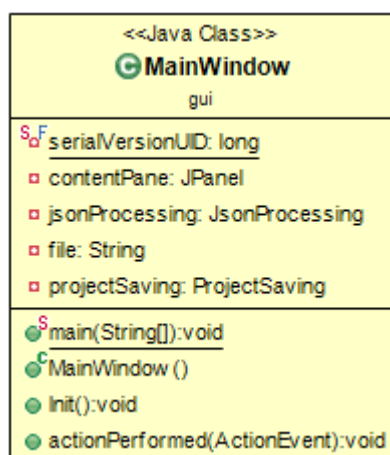 <<Java Class>>
C MainWindow
gui
S F serialVersionUID: long
contentPane: JPanel
jsonProcessing: JsonProcessing
file: String
projectSaving: ProjectSaving
S main(String[]):void
C MainWindow()
Init():void
actionPerformed(ActionEvent):void